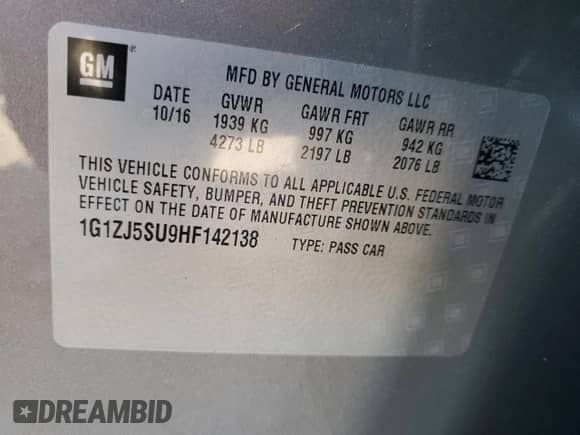 GM ®
MFD BY GENERAL MOTORS LLC
DATE GVWR GAWR FRT GAWR RR
10/16 1939 KG 997 KG 942 KG
4273 LB 2197 LB 2076 LB
THIS VEHICLE CONFORMS TO ALL APPLICABLE U.S. FEDERAL MOTOR
VEHICLE SAFETY, BUMPER, AND THEFT PREVENTION STANDARDS IN
EFFECT ON THE DATE OF MANUFACTURE SHOWN ABOVE.
1G1ZJ5SU9HF142138 TYPE: PASS CAR
DREAMBID